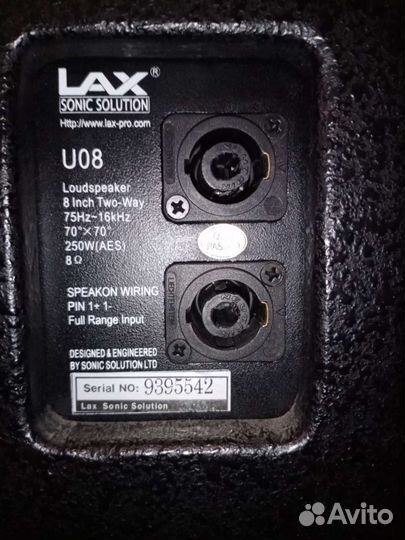 LAX®
SONIC SOLUTION
Http://www.lax-pro.com
U08
Loudspeaker
8 Inch Two-Way
75Hz~16kHz
70°×70°
250W(AES)
8Ω
SPEAKON WIRING
PIN 1+ 1-
Full Range Input
DESIGNED & ENGINEERED
BY SONIC SOLUTION LTD
Serial NO: 9395542
Lax Sonic Solution
Avito